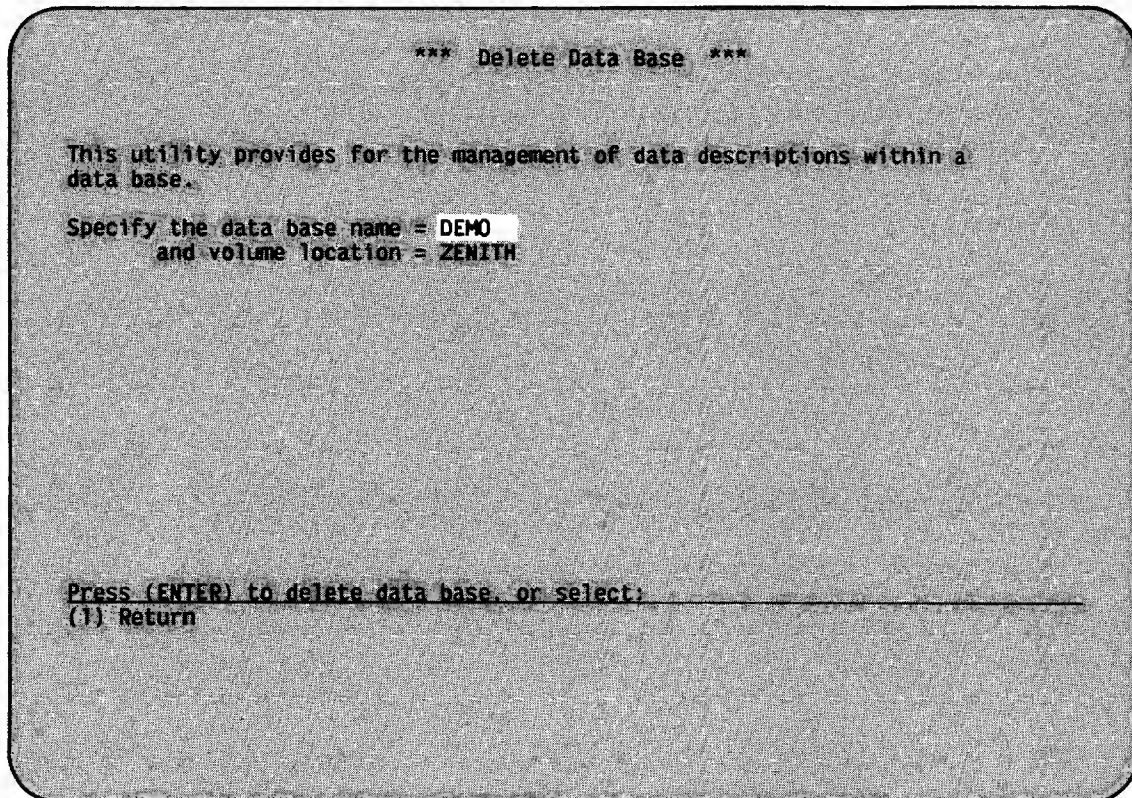 *** Delete Data Base ***
This utility provides for the management of data descriptions within a
data base.
Specify the data base name = DEMO
and volume location = ZENITH
Press (ENTER) to delete data base, or select:
(1) Return